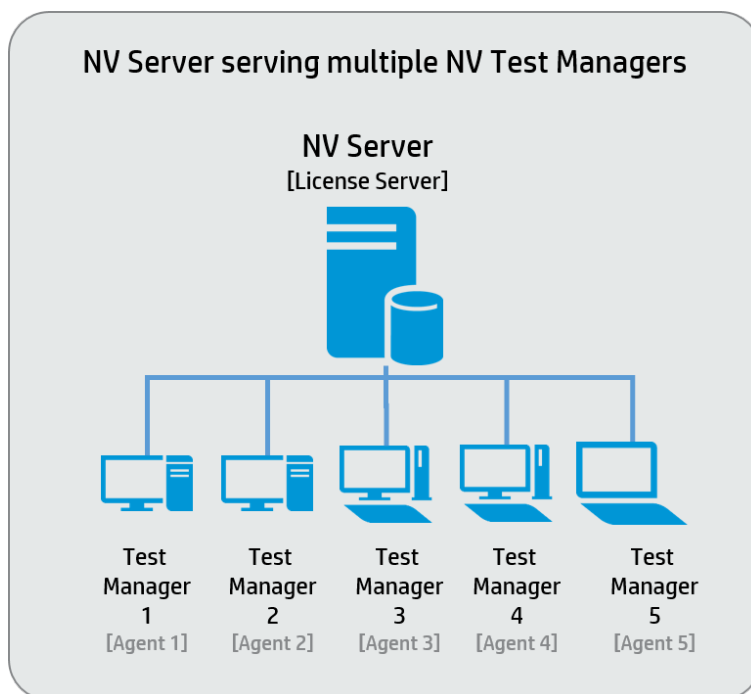 NV Server serving multiple NV Test Managers
NV Server
[License Server]
Test Manager 1
[Agent 1]
Test Manager 2
[Agent 2]
Test Manager 3
[Agent 3]
Test Manager 4
[Agent 4]
Test Manager 5
[Agent 5]